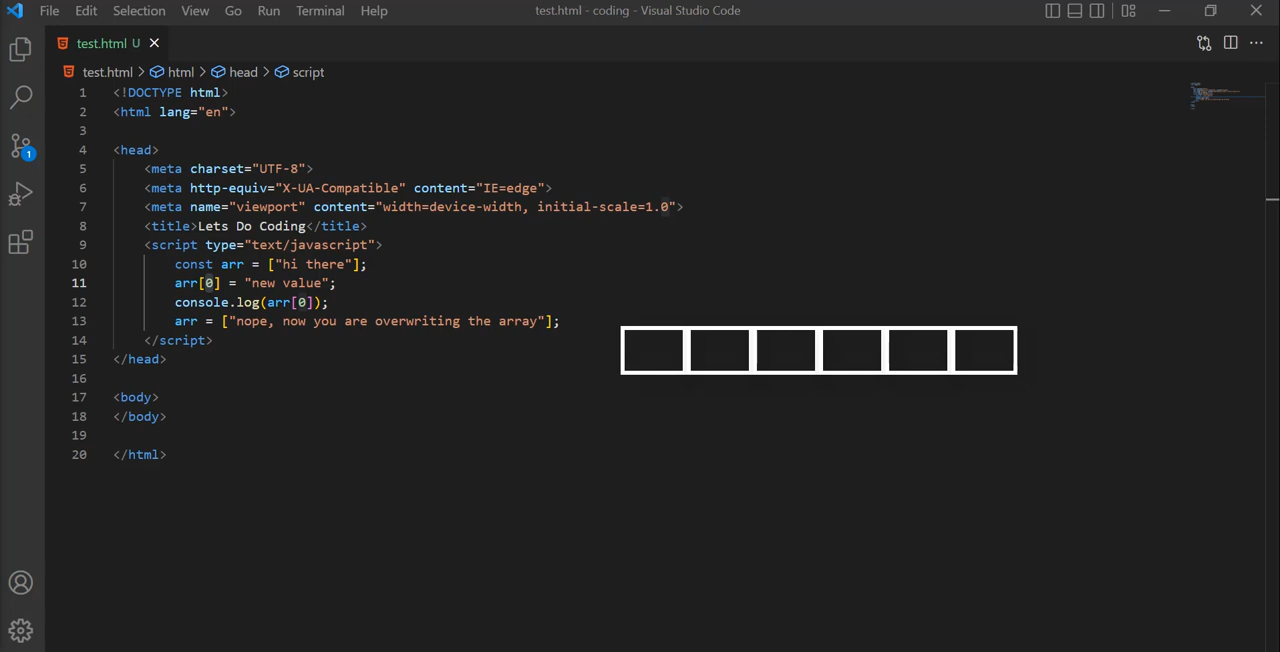 File Edit Selection View Go Run Terminal Help test.html - coding - Visual Studio Code
test.html U
test.html > html > head > script
1 <!DOCTYPE html>
2 <html lang="en">
3
4 <head>
5 <meta charset="UTF-8">
6 <meta http-equiv="X-UA-Compatible" content="IE=edge">
7 <meta name="viewport" content="width=device-width, initial-scale=1.0">
8 <title>Lets Do Coding</title>
9 <script type="text/javascript">
10 const arr = ["hi there"];
11 arr[0] = "new value";
12 console.log(arr[0]);
13 arr = ["nope, now you are overwriting the array"];
14 </script>
15 </head>
16
17 <body>
18 </body>
19
20 </html>
1